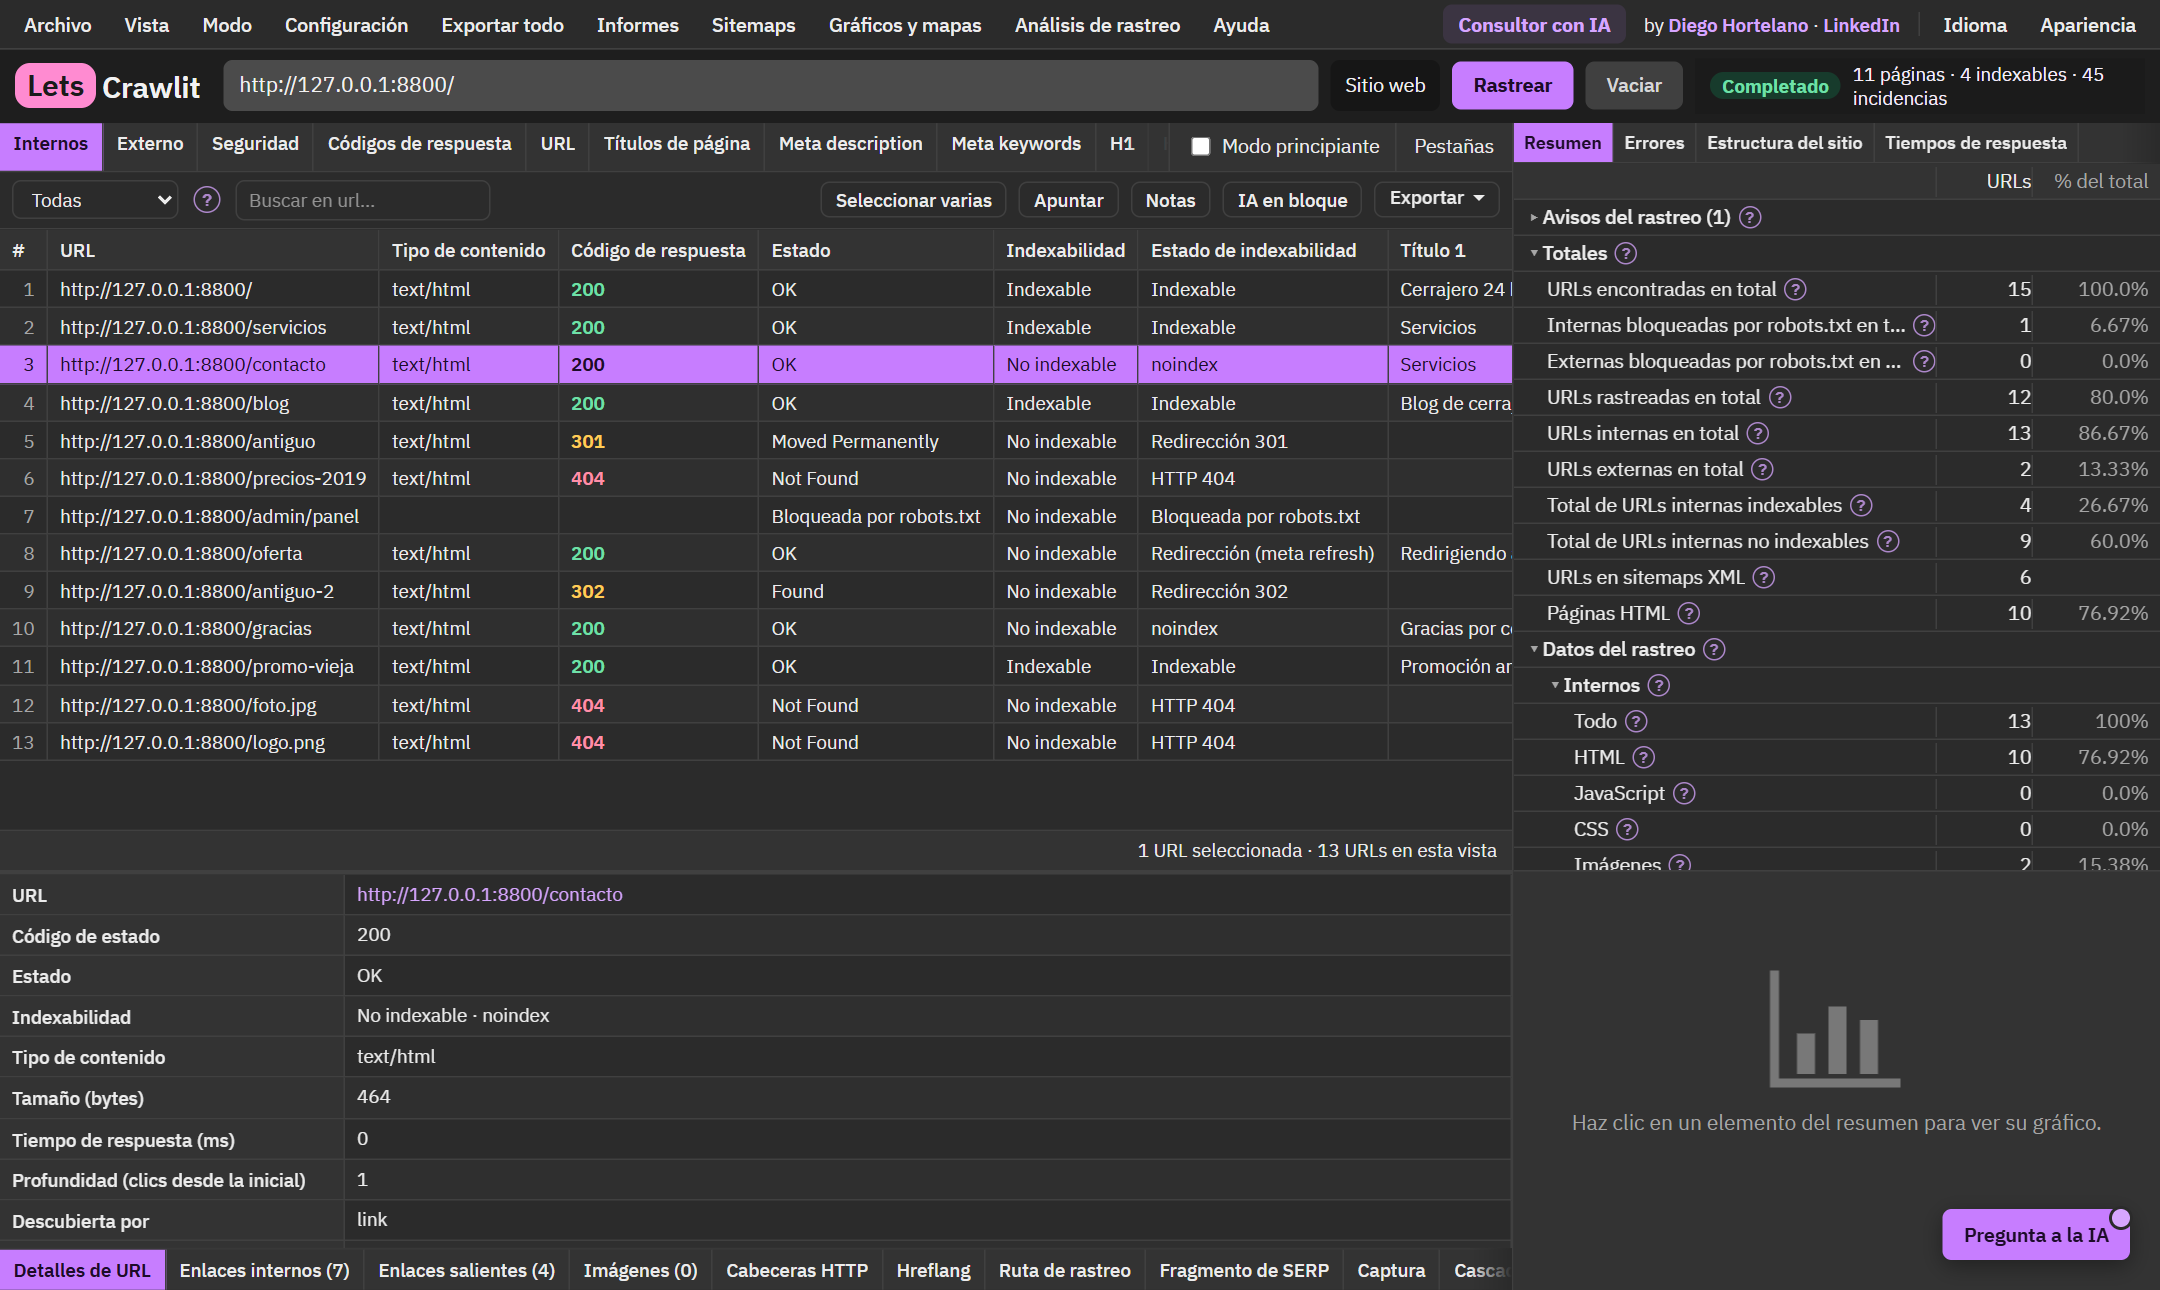 Archivo Vista Modo Configuración Exportar todo Informes Sitemaps Gráficos y mapas Análisis de rastreo Ayuda Consultor con IA by Diego Hortelano · LinkedIn Idioma Apariencia
Lets Crawlit http://127.0.0.1:8800/ Sitio web Rastrear Vaciar Completado 11 páginas · 4 indexables · 45
incidencias
Internos Externo Seguridad Códigos de respuesta URL Títulos de página Meta description Meta keywords H1 Modo principiante Pestañas
Todas ? Buscar en url... Seleccionar varias Apuntar Notas IA en bloque Exportar
# URL Tipo de contenido Código de respuesta Estado Indexabilidad Estado de indexabilidad Título 1
1 http://127.0.0.1:8800/ text/html 200 OK Indexable Indexable Cerrajero 24
2 http://127.0.0.1:8800/servicios text/html 200 OK Indexable Indexable Servicios
3 http://127.0.0.1:8800/contacto text/html 200 OK No indexable noindex Servicios
4 http://127.0.0.1:8800/blog text/html 200 OK Indexable Indexable Blog de cerra
5 http://127.0.0.1:8800/antiguo text/html 301 Moved Permanently No indexable Redirección 301
6 http://127.0.0.1:8800/precios-2019 text/html 404 Not Found No indexable HTTP 404
7 http://127.0.0.1:8800/admin/panel Bloqueada por robots.txt No indexable Bloqueada por robots.txt
8 http://127.0.0.1:8800/oferta text/html 200 OK No indexable Redirección (meta refresh) Redirigiendo
9 http://127.0.0.1:8800/antiguo-2 text/html 302 Found No indexable Redirección 302
10 http://127.0.0.1:8800/gracias text/html 200 OK No indexable noindex Gracias por c
11 http://127.0.0.1:8800/promo-vieja text/html 200 OK Indexable Indexable Promoción an
12 http://127.0.0.1:8800/foto.jpg text/html 404 Not Found No indexable HTTP 404
13 http://127.0.0.1:8800/logo.png text/html 404 Not Found No indexable HTTP 404
1 URL seleccionada · 13 URLs en esta vista
URL http://127.0.0.1:8800/contacto
Código de estado 200
Estado OK
Indexabilidad No indexable · noindex
Tipo de contenido text/html
Tamaño (bytes) 464
Tiempo de respuesta (ms) 0
Profundidad (clics desde la inicial) 1
Descubierta por link
Detalles de URL Enlaces internos (7) Enlaces salientes (4) Imágenes (0) Cabeceras HTTP Hreflang Ruta de rastreo Fragmento de SERP Captura Casca
Resumen Errores Estructura del sitio Tiempos de respuesta
URLs % del total
Avisos del rastreo (1) ?
Totales ?
URLs encontradas en total ? 15 100.0%
Internas bloqueadas por robots.txt en t... ? 1 6.67%
Externas bloqueadas por robots.txt en ... ? 0 0.0%
URLs rastreadas en total ? 12 80.0%
URLs internas en total ? 13 86.67%
URLs externas en total ? 2 13.33%
Total de URLs internas indexables ? 4 26.67%
Total de URLs internas no indexables ? 9 60.0%
URLs en sitemaps XML ? 6
Páginas HTML ? 10 76.92%
Datos del rastreo ?
Internos ?
Todo ? 13 100%
HTML ? 10 76.92%
JavaScript ? 0 0.0%
CSS ? 0 0.0%
Imágenes ? 2 15.38%
Haz clic en un elemento del resumen para ver su gráfico.
Pregunta a la IA